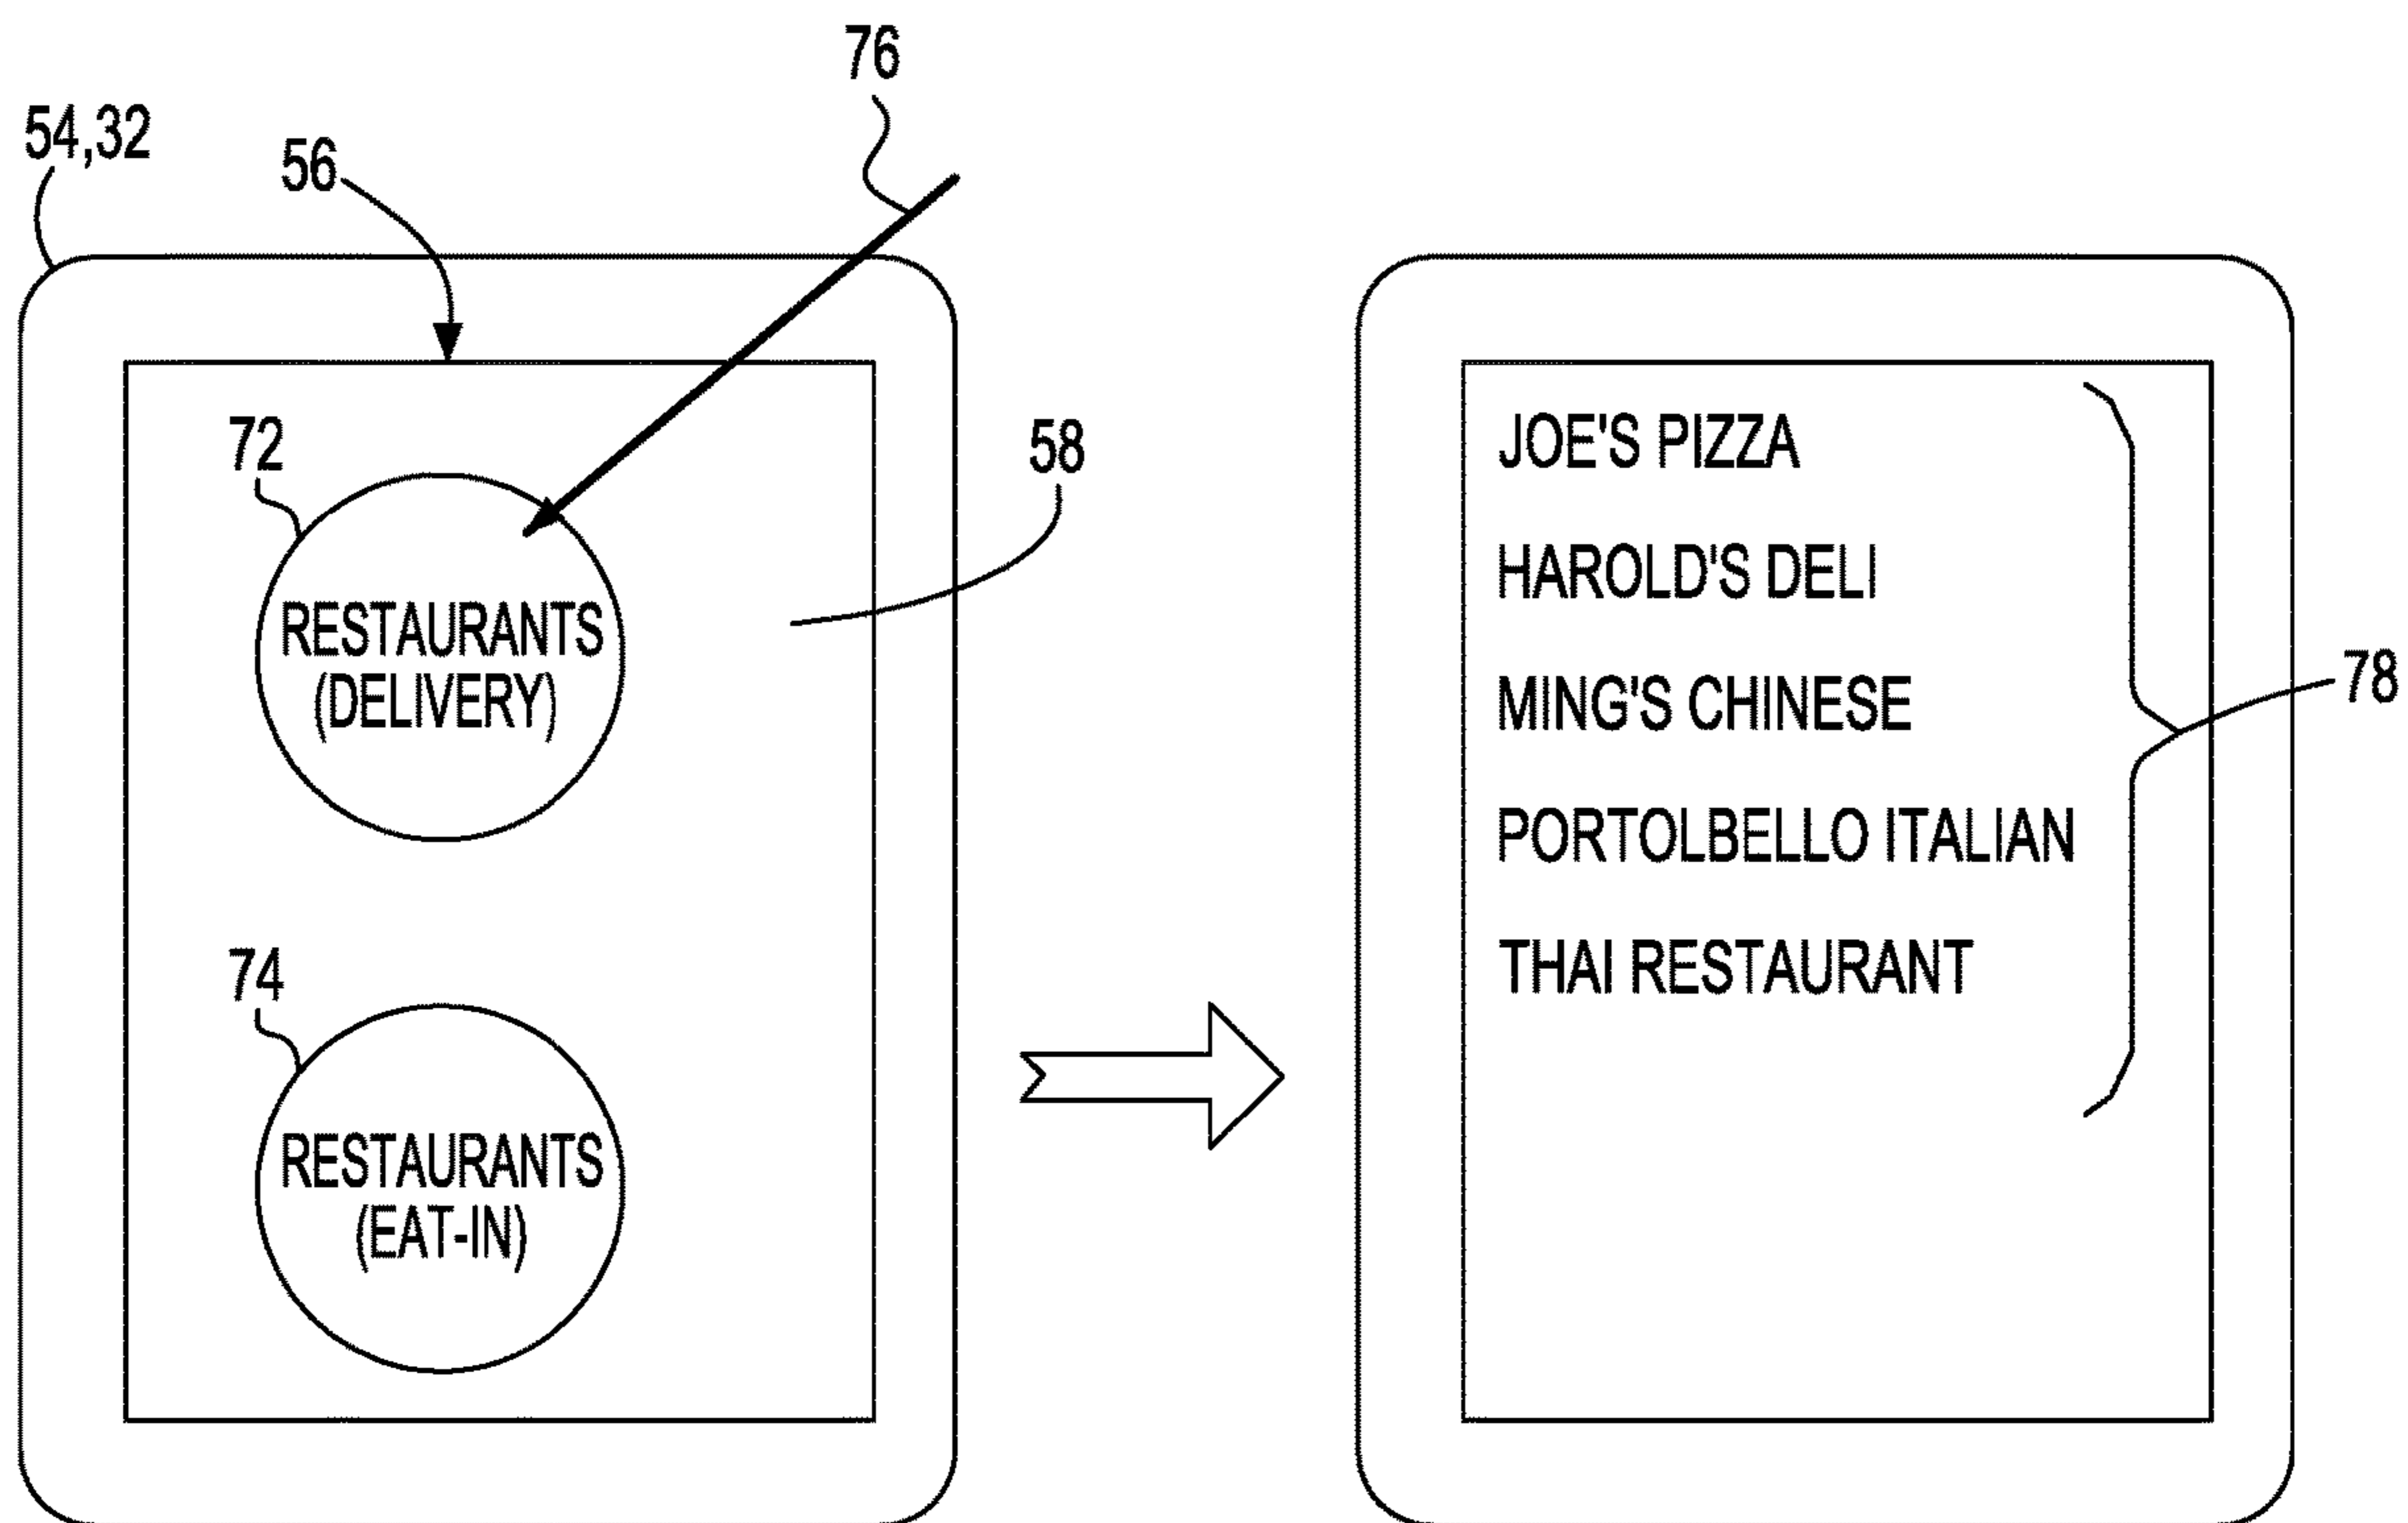 76
54,32
56
72
58
RESTAURANTS
(DELIVERY)
74
RESTAURANTS
(EAT-IN)
JOE'S PIZZA
HAROLD'S DELI
MING'S CHINESE
PORTOLBELLO ITALIAN
THAI RESTAURANT
78